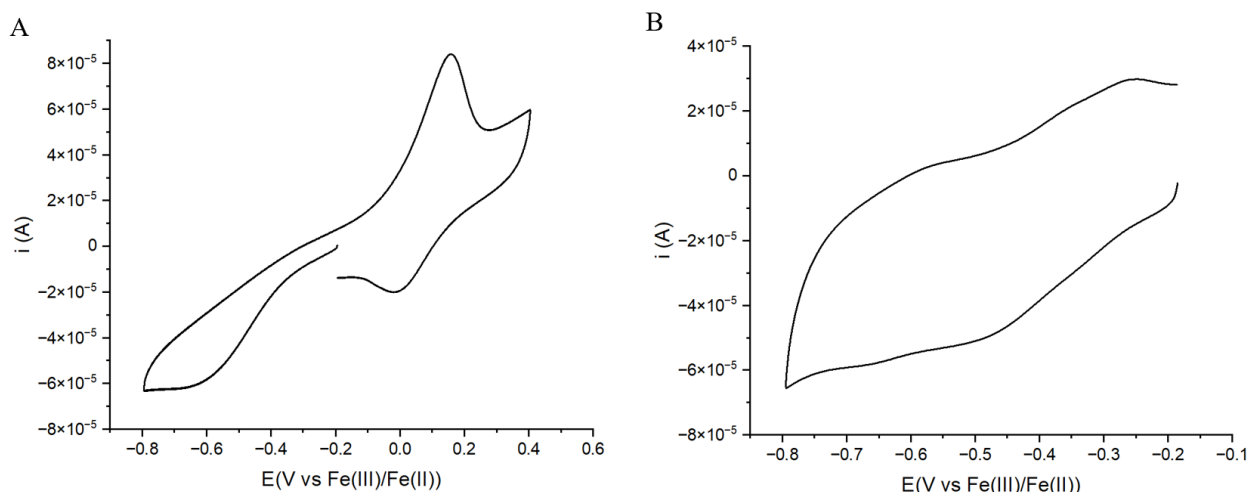 A
8×10⁻⁵
6×10⁻⁵
4×10⁻⁵
2×10⁻⁵
0
−2×10⁻⁵
−4×10⁻⁵
−6×10⁻⁵
−8×10⁻⁵
i (A)
−0.8 −0.6 −0.4 −0.2 0.0 0.2 0.4 0.6
E(V vs Fe(III)/Fe(II))
B
4×10⁻⁵
2×10⁻⁵
0
−2×10⁻⁵
−4×10⁻⁵
−6×10⁻⁵
−8×10⁻⁵
i (A)
−0.8 −0.7 −0.6 −0.5 −0.4 −0.3 −0.2 −0.1
E(V vs Fe(III)/Fe(II))